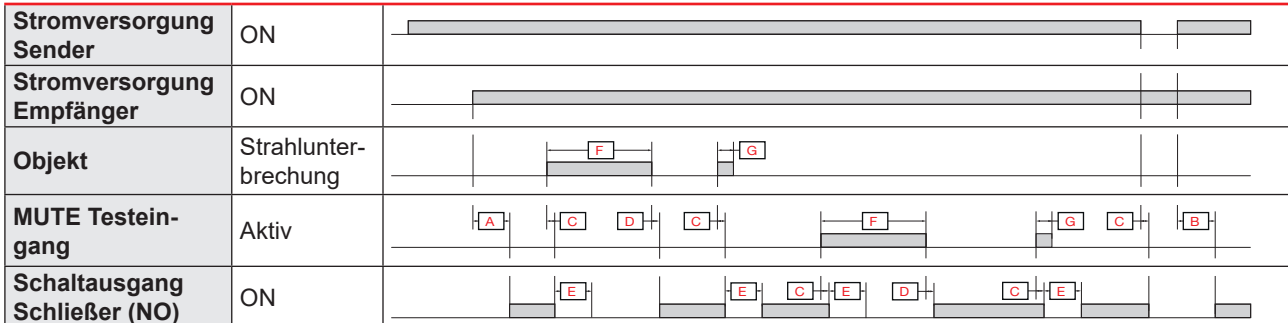 Stromversorgung
Sender
ON
Stromversorgung
Empfänger
ON
Objekt
Strahlunter-
brechung
F
G
MUTE Testein-
gang
Aktiv
A
C
D
C
F
G
C
B
Schaltausgang
Schließer (NO)
ON
E
E
C
E
D
C
E